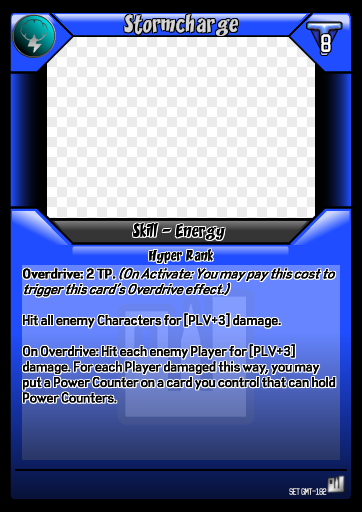 Stormcharge
8
Skill - Energy
Hyper Rank
Overdrive: 2 TP. (On Activate: You may pay this cost to
trigger this card's Overdrive effect.)
Hit all enemy Characters for [PLV+3] damage.
On Overdrive: Hit each enemy Player for [PLV+3]
damage. For each Player damaged this way, you may
put a Power Counter on a card you control that can hold
Power Counters.
SET GMT-182